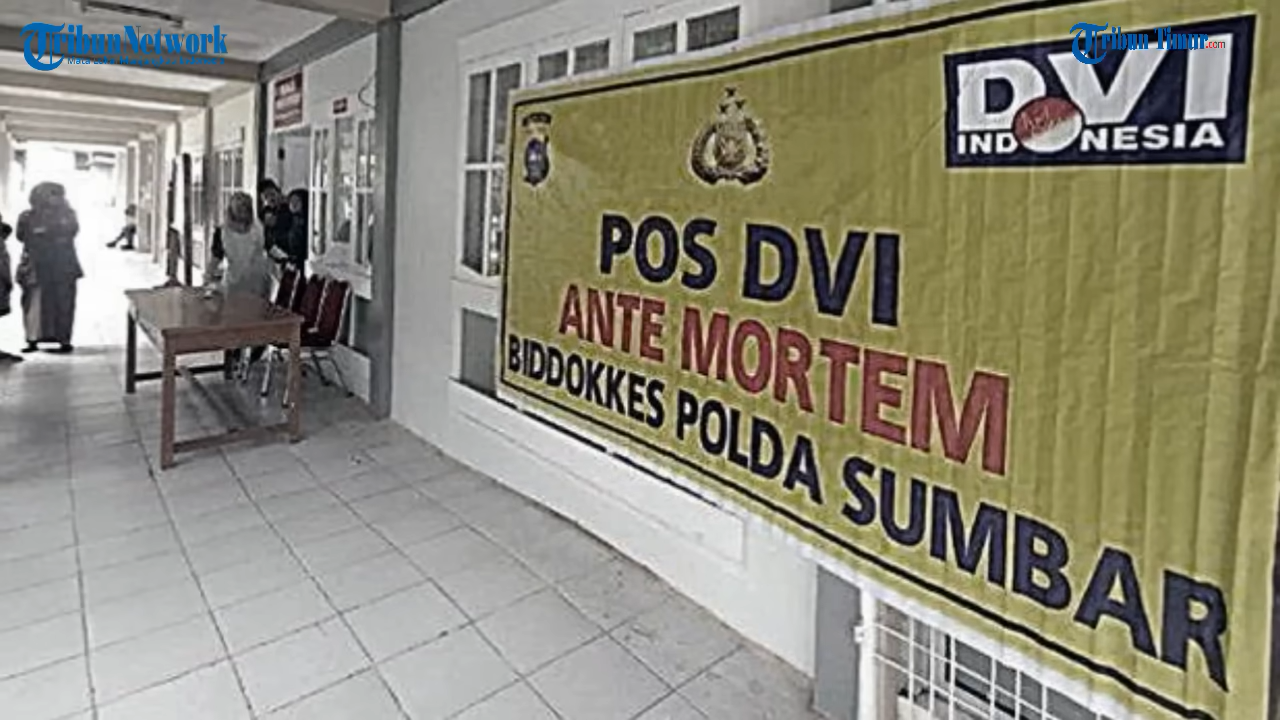 TribunNetwork
Tribun Timur.com
DVI
INDONESIA
POS DVI
ANTE MORTEM
BIDDOKKES POLDA SUMBAR